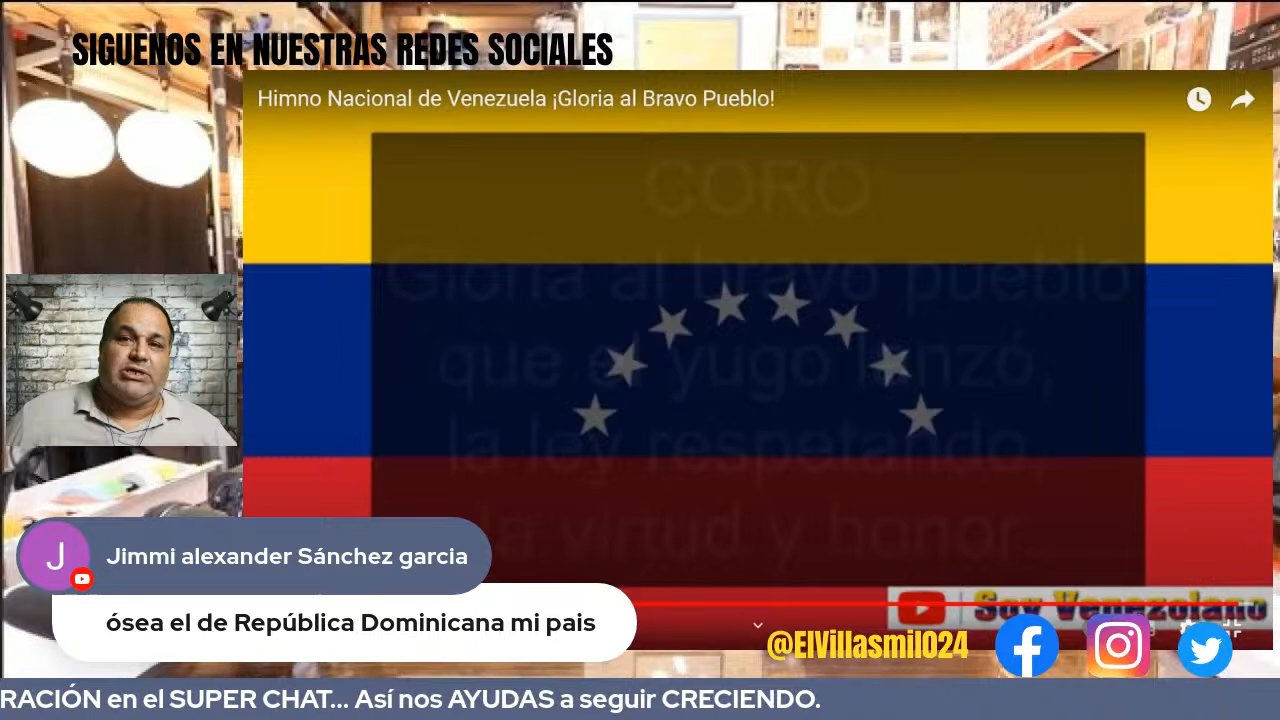 SIGUENOS EN NUESTRAS REDES SOCIALES
Himno Nacional de Venezuela ¡Gloria al Bravo Pueblo!
CORO
Gloria al bravo pueblo
que el yugo lanzó,
la ley respetando,
la virtud y honor
J
Jimmi alexander Sánchez garcia
ósea el de República Dominicana mi pais
Soy Venezolano
@ElVillasmil024
RACIÓN en el SUPER CHAT... Así nos AYUDAS a seguir CRECIENDO.